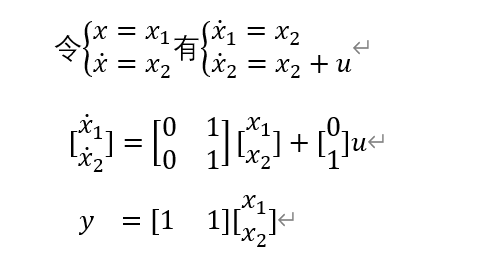 令{x = x₁ 有{ẋ₁ = x₂
ẋ = x₂ ẋ₂ = x₂ + u↵
[ẋ₁ ẋ₂] = [0 1 0 1][x₁ x₂] + [0 1]u↵
y = [1 1][x₁ x₂]↵